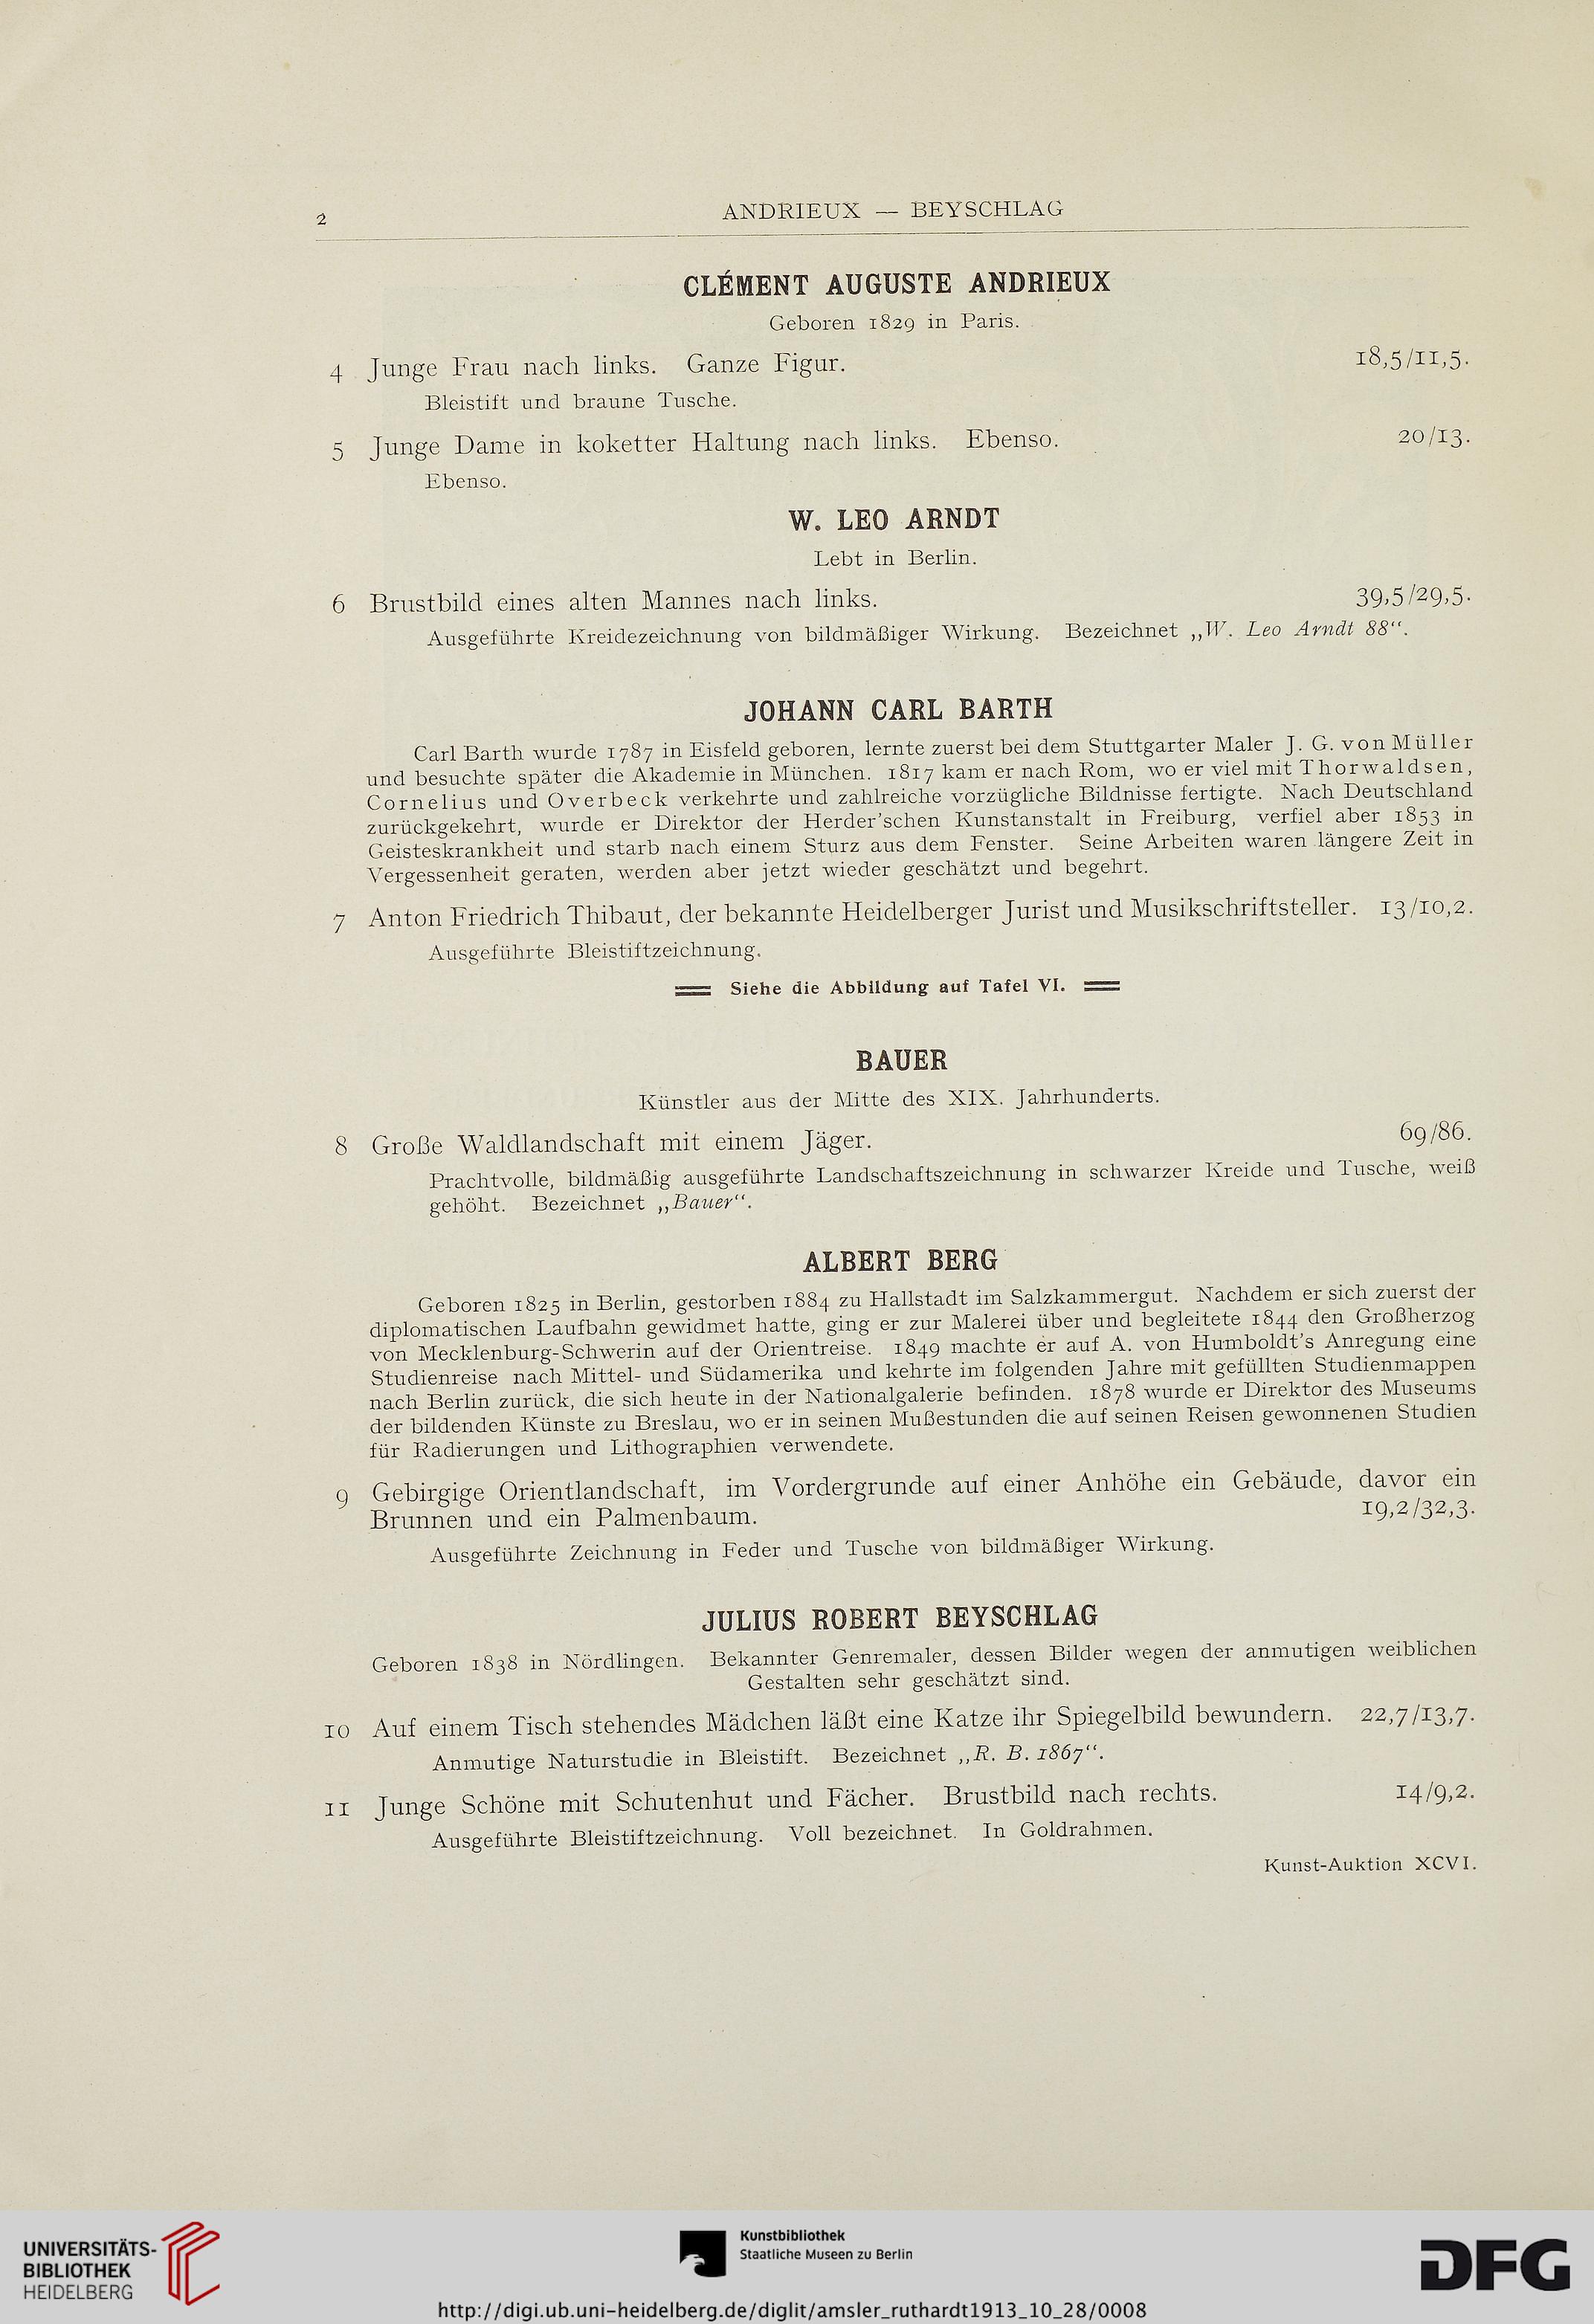 2
ANDRIEUX — BEYSCHLAG
CLÉMENT AUGUSTE ANDRIEUX
Geboren 1829 in Paris.
4 Junge Frau nach links. Ganze Figur. 18,5/11,5.
Bleistift und braune Tusche.
5 Junge Dame in koketter Haltung nach links. Ebenso. 20/13.
Ebenso.
W. LEO ARNDT
Lebt in Berlin.
6 Brustbild eines alten Mannes nach links. 39,5/29,5.
Ausgeführte Kreidezeichnung von bildmäßiger Wirkung. Bezeichnet „W. Leo Arndt 88“.
JOHANN CARL BARTH
Carl Barth wurde 1787 in Eisfeld geboren, lernte zuerst bei dem Stuttgarter Maler J. G. von Müller
und besuchte später die Akademie in München. 1817 kam er nach Rom, wo er viel mit Thorwaldsen,
Cornelius und Overbeck verkehrte und zahlreiche vorzügliche Bildnisse fertigte. Nach Deutschland
zurückgekehrt, wurde er Direktor der Herder'schen Kunstanstalt in Freiburg, verfiel aber 1853 in
Geisteskrankheit und starb nach einem Sturz aus dem Fenster. Seine Arbeiten waren längere Zeit in
Vergessenheit geraten, werden aber jetzt wieder geschätzt und begehrt.
7 Anton Friedrich Thibaut, der bekannte Heidelberger Jurist und Musikschriftsteller. 13/10,2.
Ausgeführte Bleistiftzeichnung.
Siehe die Abbildung auf Tafel VI.
BAUER
Künstler aus der Mitte des XIX. Jahrhunderts.
8 Große Waldlandschaft mit einem Jäger. 69/86.
Prachtvolle, bildmäßig ausgeführte Landschaftszeichnung in schwarzer Kreide und Tusche, weiß
gehöht. Bezeichnet „Bauer“.
ALBERT BERG
Geboren 1825 in Berlin, gestorben 1884 zu Hallstadt im Salzkammergut. Nachdem er sich zuerst der
diplomatischen Laufbahn gewidmet hatte, ging er zur Malerei über und begleitete 1844 den Großherzog
von Mecklenburg-Schwerin auf der Orientreise. 1849 machte er auf A. von Humboldt's Anregung eine
Studienreise nach Mittel- und Südamerika und kehrte im folgenden Jahre mit gefüllten Studienmappen
nach Berlin zurück, die sich heute in der Nationalgalerie befinden. 1878 wurde er Direktor des Museums
der bildenden Künste zu Breslau, wo er in seinen Mußestunden die auf seinen Reisen gewonnenen Studien
für Radierungen und Lithographien verwendete.
9 Gebirgige Orientlandschaft, im Vordergrunde auf einer Anhöhe ein Gebäude, davor ein
Brunnen und ein Palmenbaum. 19,2/32,3.
Ausgeführte Zeichnung in Feder und Tusche von bildmäßiger Wirkung.
JULIUS ROBERT BEYSCHLAG
Geboren 1838 in Nördlingen. Bekannter Genremaler, dessen Bilder wegen der anmutigen weiblichen
Gestalten sehr geschätzt sind.
10 Auf einem Tisch stehendes Mädchen läßt eine Katze ihr Spiegelbild bewundern. 22,7/13,7.
Anmutige Naturstudie in Bleistift. Bezeichnet „R. B. 1867“.
11 Junge Schöne mit Schutenhut und Fächer. Brustbild nach rechts. 14/9,2.
Ausgeführte Bleistiftzeichnung. Voll bezeichnet. In Goldrahmen.
Kunst-Auktion XCVI.
UNIVERSITÄTS-
BIBLIOTHEK
HEIDELBERG
Kunstbibliothek
Staatliche Museen zu Berlin
DFG
http://digi.ub.uni-heidelberg.de/diglit/amsler_ruthardt1913_10_28/0008